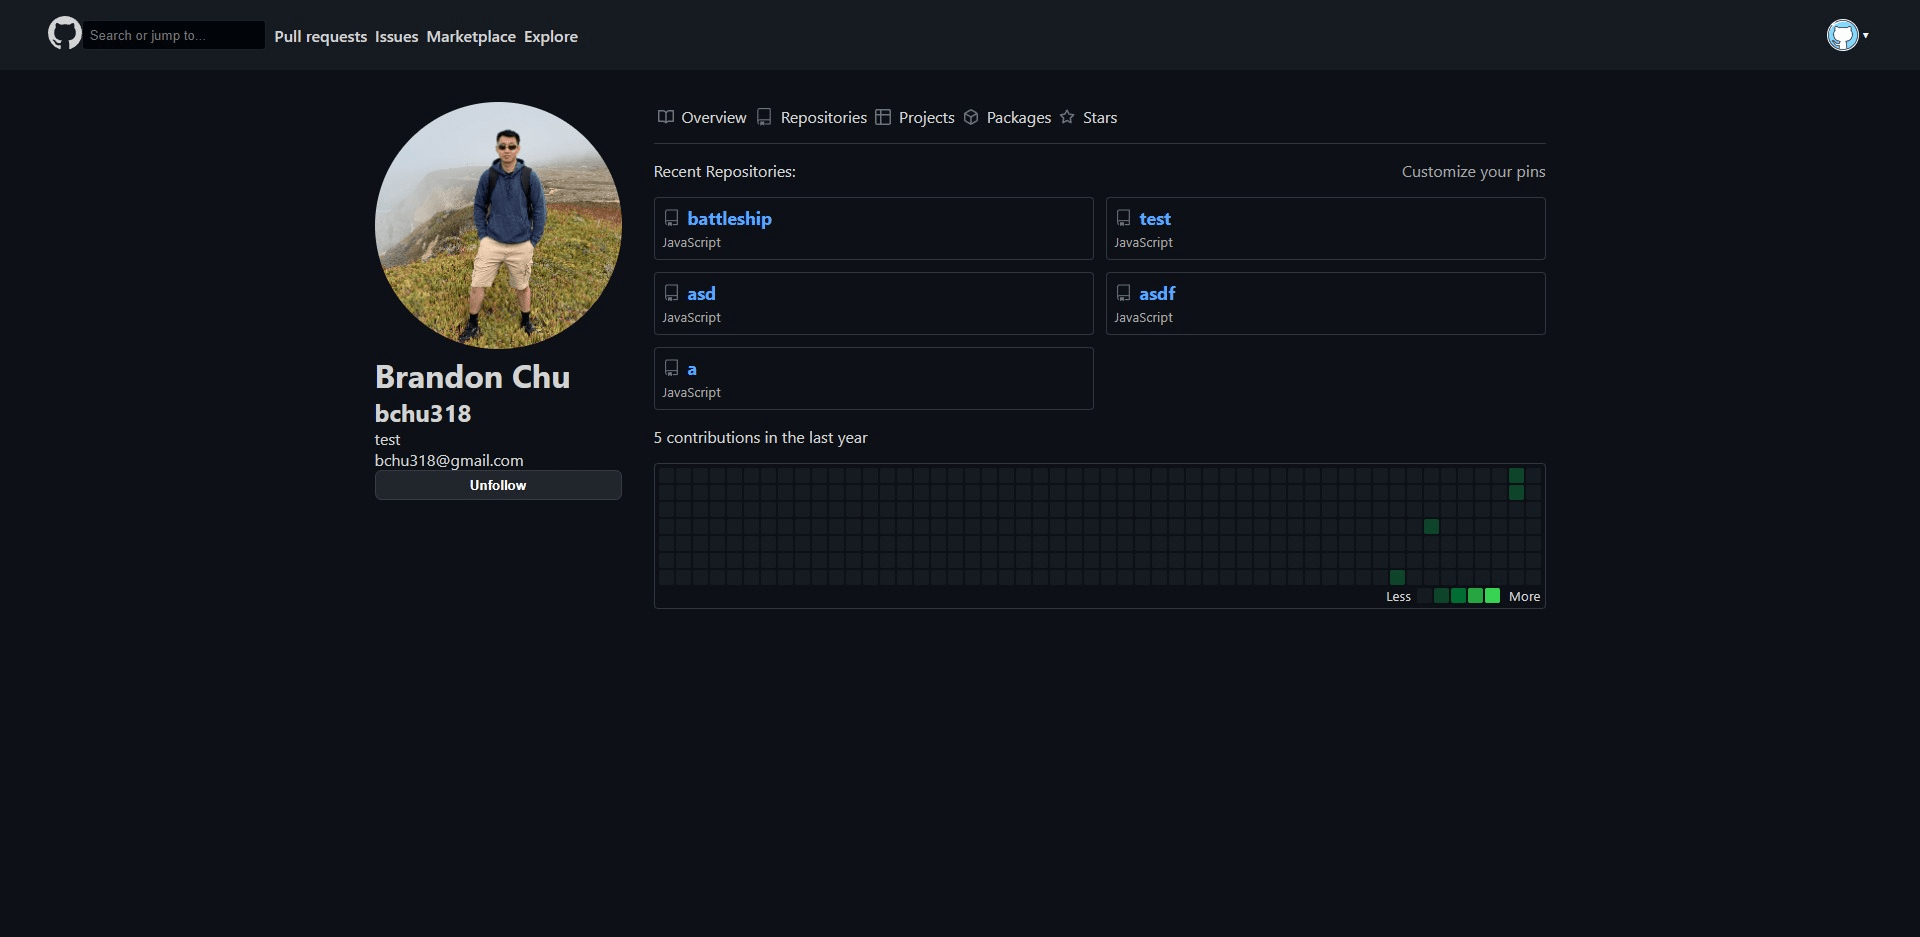 Search or jump to... Pull requests Issues Marketplace Explore
Overview Repositories Projects Packages Stars
Recent Repositories: Customize your pins
battleship
JavaScript
test
JavaScript
asd
JavaScript
asdf
JavaScript
a
JavaScript
Brandon Chu
bchu318
test
bchu318@gmail.com
Unfollow
5 contributions in the last year
Less More